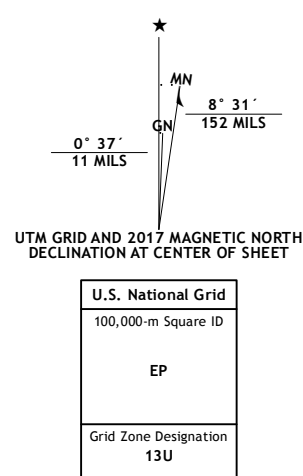 MN
GN
8° 31´
152 MILS
0° 37´
11 MILS
UTM GRID AND 2017 MAGNETIC NORTH
DECLINATION AT CENTER OF SHEET
U.S. National Grid
100,000-m Square ID
EP
Grid Zone Designation
13U